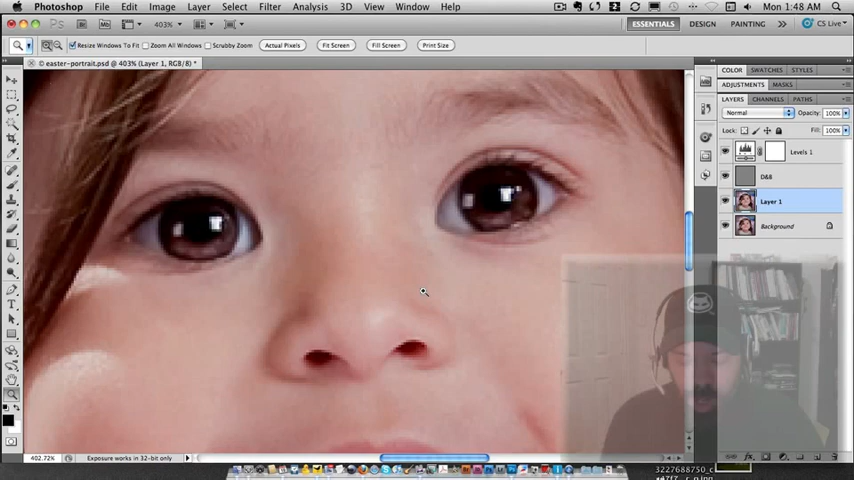 Photoshop File Edit Image Layer Select Filter Analysis 3D View Window Help Mon 1:48 AM
Ps 403% ESSENTIALS DESIGN PAINTING CS Live
Resize Windows To Fit Zoom All Windows Scrubby Zoom Actual Pixels Fit Screen Fill Screen Print Size
© easter-portrait.psd @ 403% (Layer 1, RGB/8) *
COLOR SWATCHES STYLES
ADJUSTMENTS MASKS
LAYERS CHANNELS PATHS
Normal Opacity: 100%
Lock: Fill: 100%
Levels 1
D&B
Layer 1
Background
402.72% Exposure works in 32-bit only
3227688750_c